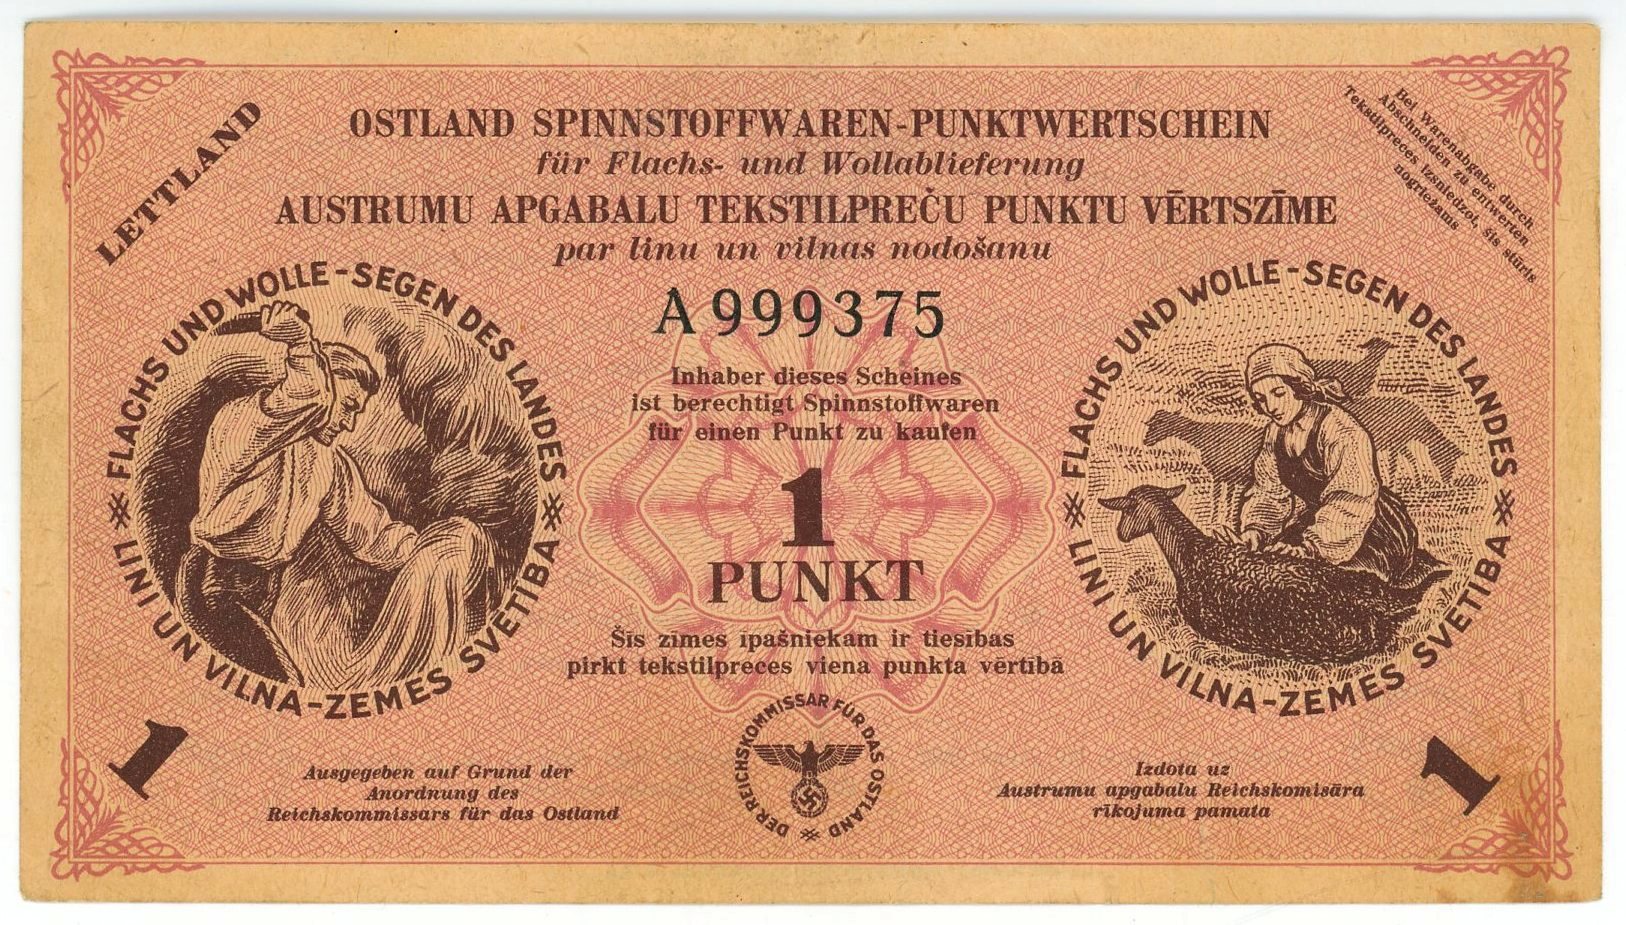 LETTLAND
OSTLAND SPINNSTOFFWAREN-PUNKTWERTSCHEIN
für Flachs- und Wollablieferung
AUSTRUMU APGABALU TEKSTILPREČU PUNKTU VĒRTSZĪME
par linu un vilnas nodošanu
Bei Warenabgabe durch
Abschneiden zu entwerten
Tekstilpreces izsniedzot, šis stūris
nogriežams
A 999375
FLACHS UND WOLLE-SEGEN DES LANDES
LINI UN VILNA-ZEMES SVĒTĪBA
FLACHS UND WOLLE-SEGEN DES LANDES
LINI UN VILNA-ZEMES SVĒTĪBA
Inhaber dieses Scheines
ist berechtigt Spinnstoffwaren
für einen Punkt zu kaufen
1
PUNKT
Šīs zīmes īpašniekam ir tiesības
pirkt tekstilpreces viena punkta vērtībā
DER REICHSKOMMISSAR FÜR DAS OSTLAND
1
Ausgegeben auf Grund der
Anordnung des
Reichskommissars für das Ostland
Izdota uz
Austrumu apgabalu Reichskomisāra
rīkojuma pamata
1